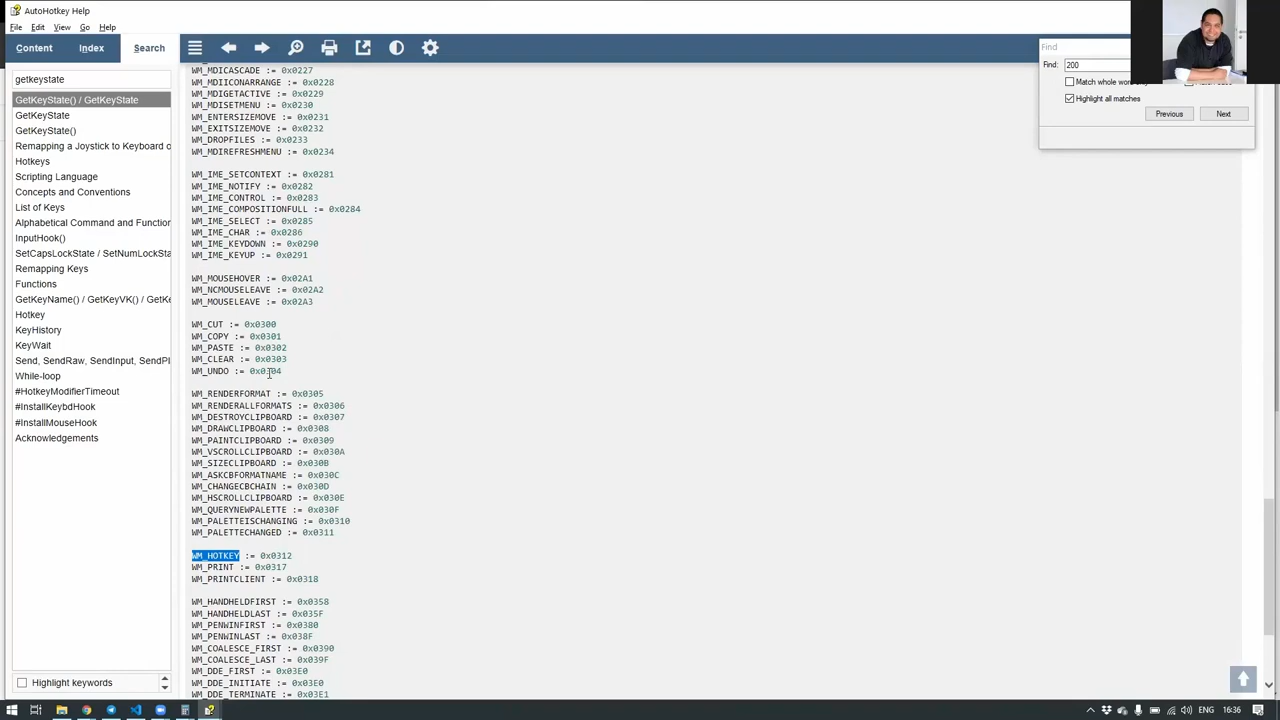 AutoHotkey Help
File Edit View Go Help
Content Index Search
getkeystate
GetKeyState() / GetKeyState
GetKeyState
GetKeyState()
Remapping a Joystick to Keyboard o
Hotkeys
Scripting Language
Concepts and Conventions
List of Keys
Alphabetical Command and Function
InputHook()
SetCapsLockState / SetNumLockSta
Remapping Keys
Functions
GetKeyName() / GetKeyVK() / GetKe
Hotkey
KeyHistory
KeyWait
Send, SendRaw, SendInput, SendPl
While-loop
#HotkeyModifierTimeout
#InstallKeybdHook
#InstallMouseHook
Acknowledgements
Highlight keywords
WM_MDICASCADE := 0x0227
WM_MDIICONARRANGE := 0x0228
WM_MDIGETACTIVE := 0x0229
WM_MDISETMENU := 0x0230
WM_ENTERSIZEMOVE := 0x0231
WM_EXITSIZEMOVE := 0x0232
WM_DROPFILES := 0x0233
WM_MDIREFRESHMENU := 0x0234
WM_IME_SETCONTEXT := 0x0281
WM_IME_NOTIFY := 0x0282
WM_IME_CONTROL := 0x0283
WM_IME_COMPOSITIONFULL := 0x0284
WM_IME_SELECT := 0x0285
WM_IME_CHAR := 0x0286
WM_IME_KEYDOWN := 0x0290
WM_IME_KEYUP := 0x0291
WM_MOUSEHOVER := 0x02A1
WM_NCMOUSELEAVE := 0x02A2
WM_MOUSELEAVE := 0x02A3
WM_CUT := 0x0300
WM_COPY := 0x0301
WM_PASTE := 0x0302
WM_CLEAR := 0x0303
WM_UNDO := 0x0304
WM_RENDERFORMAT := 0x0305
WM_RENDERALLFORMATS := 0x0306
WM_DESTROYCLIPBOARD := 0x0307
WM_DRAWCLIPBOARD := 0x0308
WM_PAINTCLIPBOARD := 0x0309
WM_VSCROLLCLIPBOARD := 0x030A
WM_SIZECLIPBOARD := 0x030B
WM_ASKCBFORMATNAME := 0x030C
WM_CHANGECBCHAIN := 0x030D
WM_HSCROLLCLIPBOARD := 0x030E
WM_QUERYNEWPALETTE := 0x030F
WM_PALETTEISCHANGING := 0x0310
WM_PALETTECHANGED := 0x0311
WM_HOTKEY := 0x0312
WM_PRINT := 0x0317
WM_PRINTCLIENT := 0x0318
WM_HANDHELDFIRST := 0x0358
WM_HANDHELDLAST := 0x035F
WM_PENWINFIRST := 0x0380
WM_PENWINLAST := 0x038F
WM_COALESCE_FIRST := 0x0390
WM_COALESCE_LAST := 0x039F
WM_DDE_FIRST := 0x03E0
WM_DDE_INITIATE := 0x03E0
WM_DDE_TERMINATE := 0x03E1
Find
Find: 200
Match whole wor
Highlight all matches
Previous Next
ENG 16:36